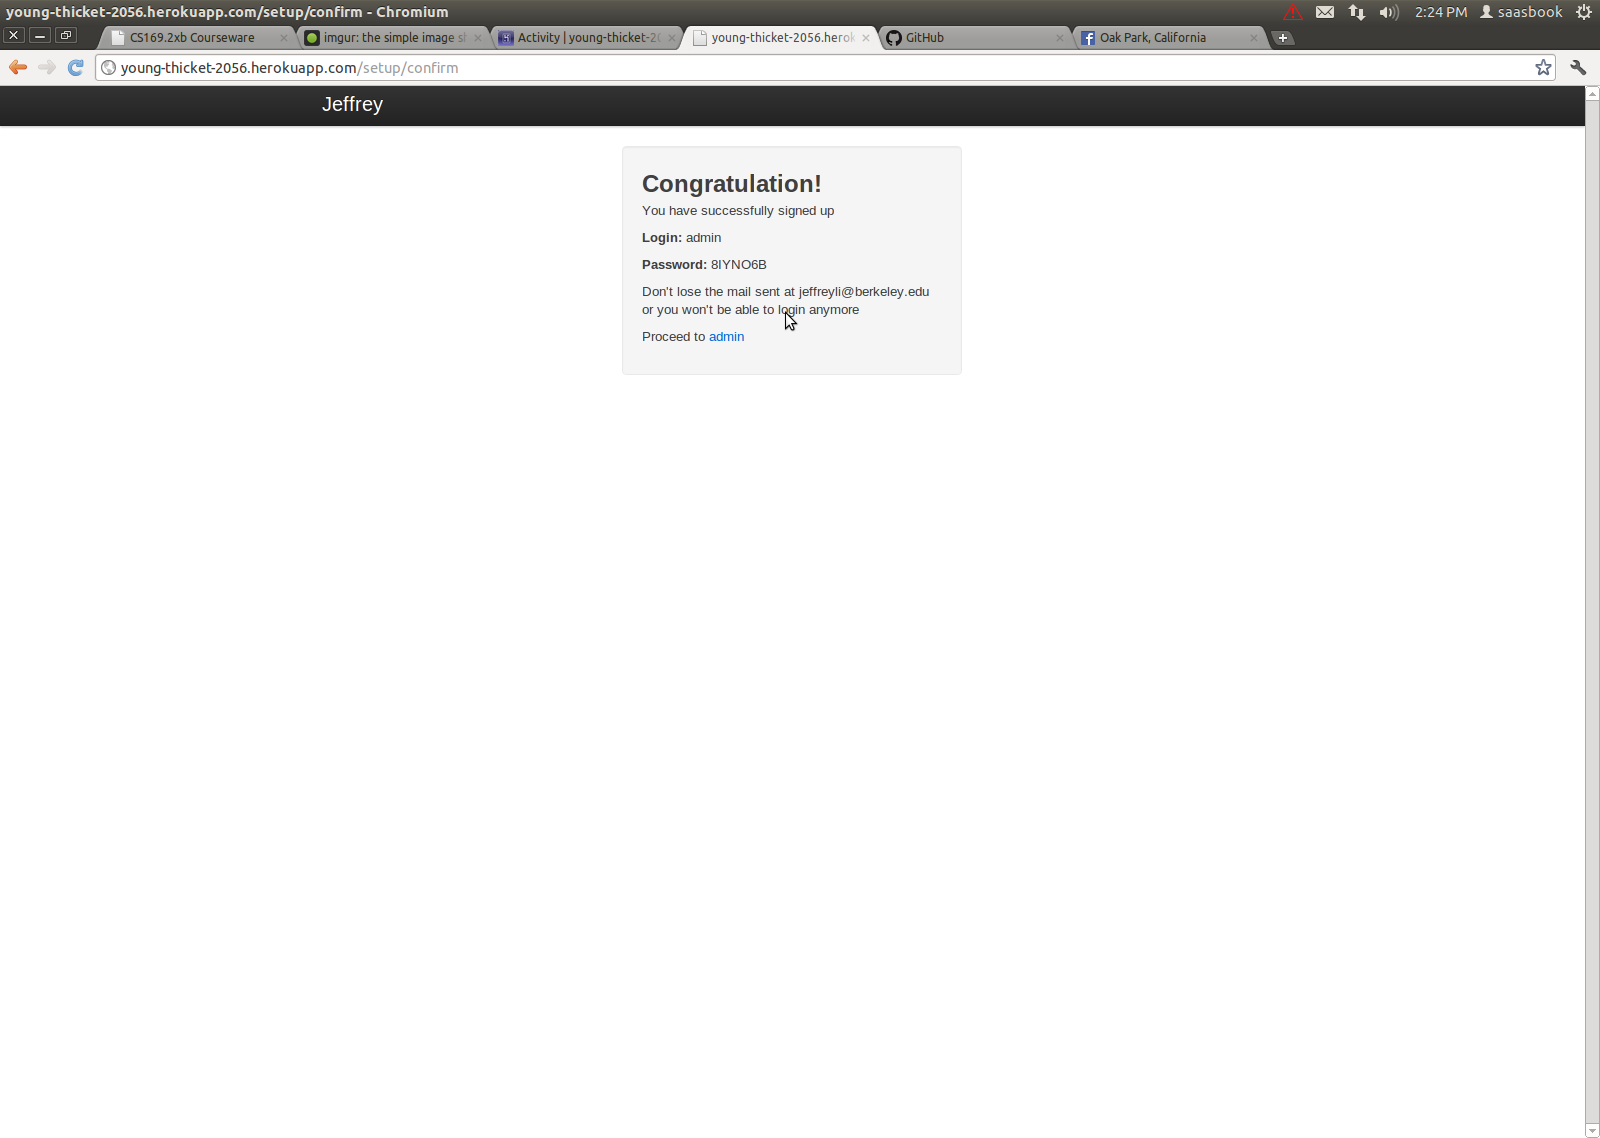 young-thicket-2056.herokuapp.com/setup/confirm - Chromium
2:24 PM
saasbook
CS169.2xb Courseware
imgur: the simple image s
Activity | young-thicket-20
young-thicket-2056.herok
GitHub
Oak Park, California
young-thicket-2056.herokuapp.com/setup/confirm
Jeffrey
Congratulation!
You have successfully signed up
Login: admin
Password: 8IYNO6B
Don't lose the mail sent at jeffreyli@berkeley.edu
or you won't be able to login anymore
Proceed to admin